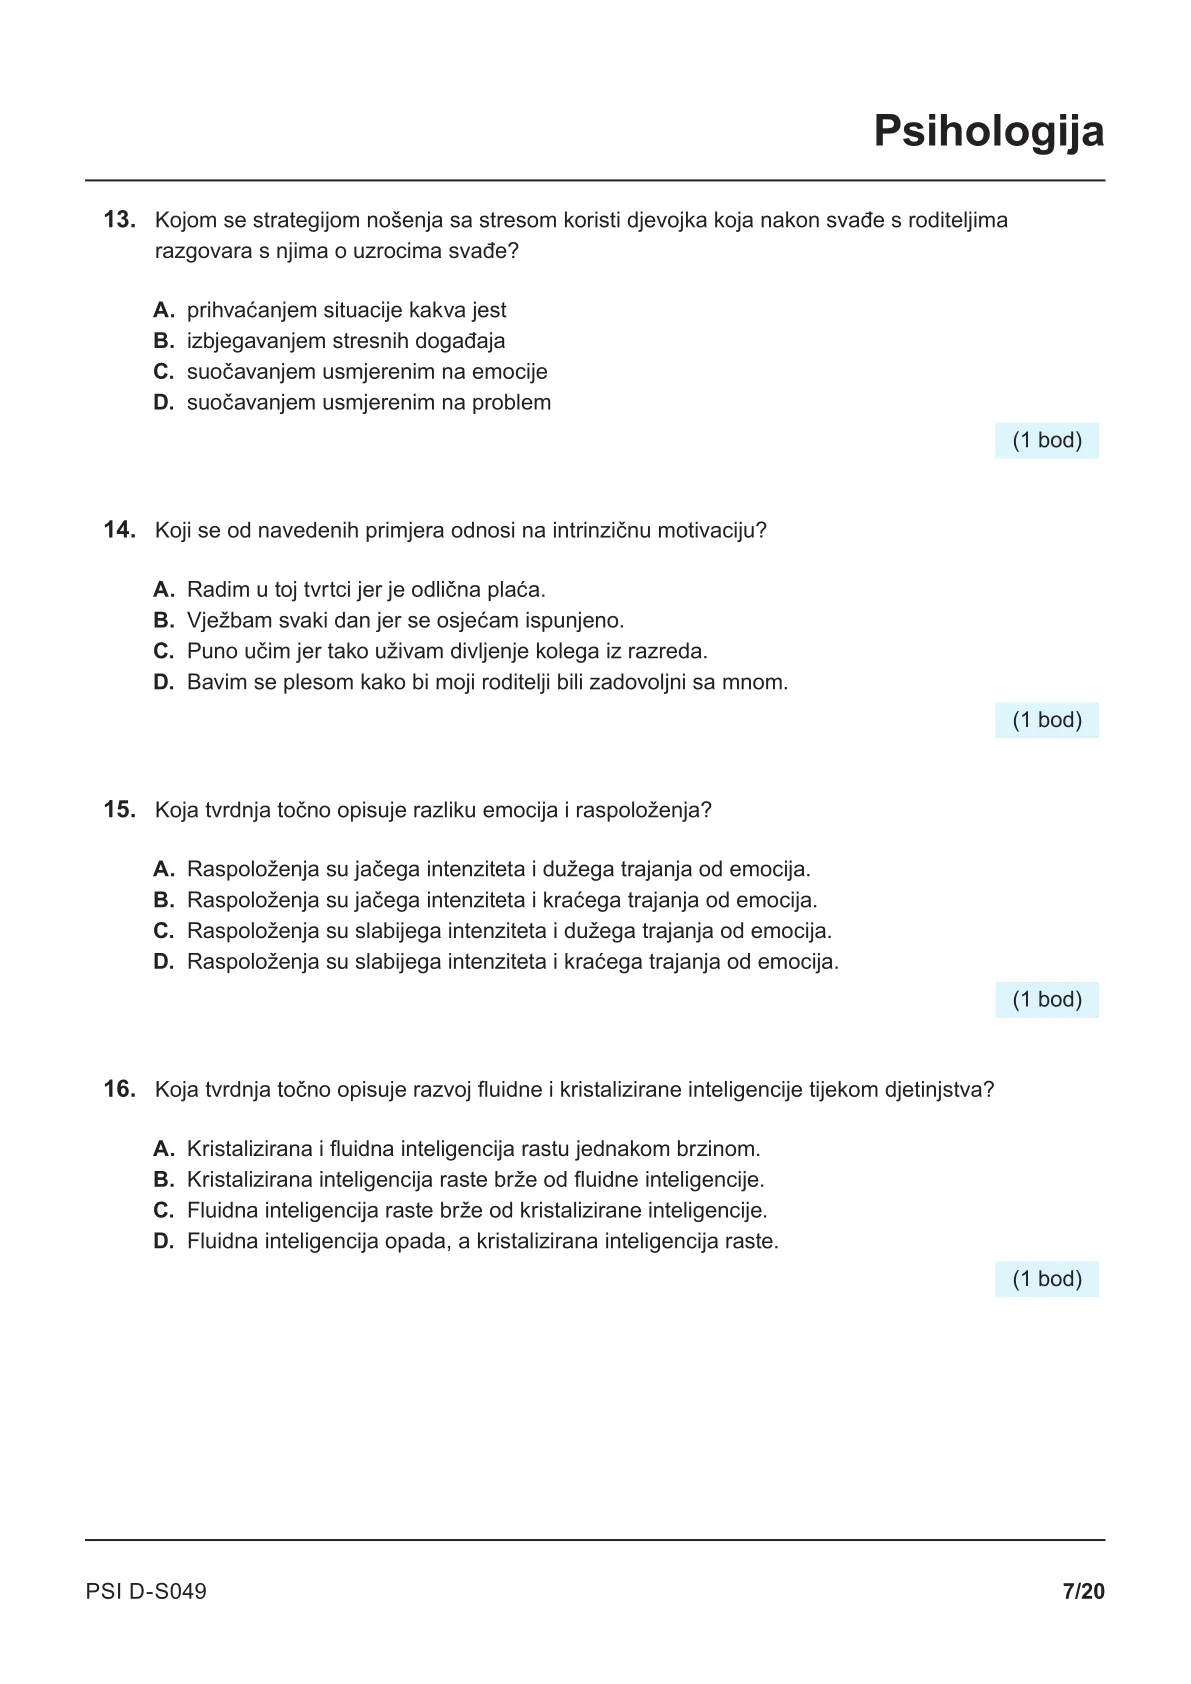 Psihologija
13. Kojom se strategijom nošenja sa stresom koristi djevojka koja nakon svađe s roditeljima
razgovara s njima o uzrocima svađe?
A. prihvaćanjem situacije kakva jest
B. izbjegavanjem stresnih događaja
C. suočavanjem usmjerenim na emocije
D. suočavanjem usmjerenim na problem
(1 bod)
14. Koji se od navedenih primjera odnosi na intrinzičnu motivaciju?
A. Radim u toj tvrtci jer je odlična plaća.
B. Vježbam svaki dan jer se osjećam ispunjeno.
C. Puno učim jer tako uživam divljenje kolega iz razreda.
D. Bavim se plesom kako bi moji roditelji bili zadovoljni sa mnom.
(1 bod)
15. Koja tvrdnja točno opisuje razliku emocija i raspoloženja?
A. Raspoloženja su jačega intenziteta i dužega trajanja od emocija.
B. Raspoloženja su jačega intenziteta i kraćega trajanja od emocija.
C. Raspoloženja su slabijega intenziteta i dužega trajanja od emocija.
D. Raspoloženja su slabijega intenziteta i kraćega trajanja od emocija.
(1 bod)
16. Koja tvrdnja točno opisuje razvoj fluidne i kristalizirane inteligencije tijekom djetinjstva?
A. Kristalizirana i fluidna inteligencija rastu jednakom brzinom.
B. Kristalizirana inteligencija raste brže od fluidne inteligencije.
C. Fluidna inteligencija raste brže od kristalizirane inteligencije.
D. Fluidna inteligencija opada, a kristalizirana inteligencija raste.
(1 bod)
PSI D-S049
7/20